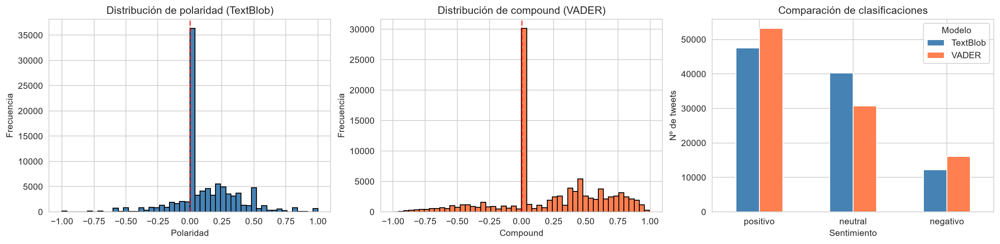 Distribución de polaridad (TextBlob)
Frecuencia
35000
30000
25000
20000
15000
10000
5000
0
−1.00 −0.75 −0.50 −0.25 0.00 0.25 0.50 0.75 1.00
Polaridad
Distribución de compound (VADER)
Frecuencia
30000
25000
20000
15000
10000
5000
0
−1.00 −0.75 −0.50 −0.25 0.00 0.25 0.50 0.75 1.00
Compound
Comparación de clasificaciones
Modelo
TextBlob
VADER
Nº de tweets
50000
40000
30000
20000
10000
0
positivo neutral negativo
Sentimiento